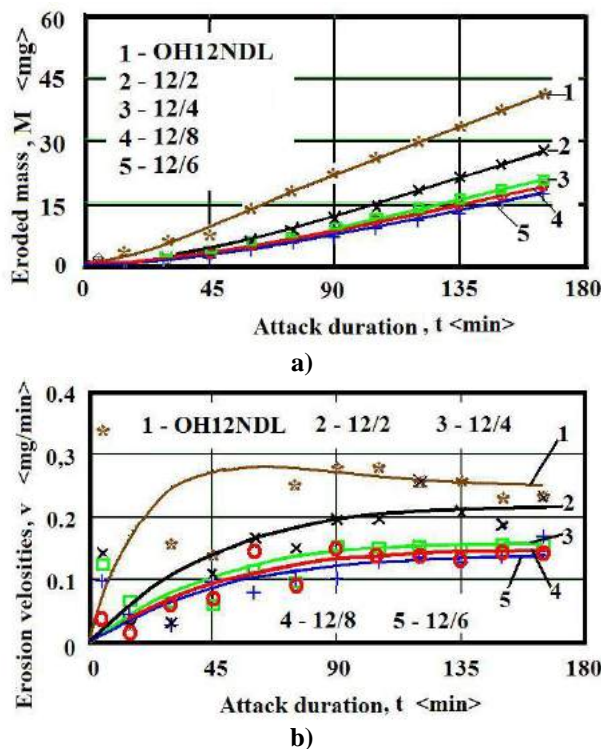 60
45
30
15
0
Eroded mass, M <mg>
1 - OH12NDL
2 - 12/2
3 - 12/4
4 - 12/8
5 - 12/6
1
2
3
4
5
0 45 90 135 180
Attack duration , t <min>
a)
0.4
0,3
0.2
0.1
0
Erosion velosities, v <mg/min>
1 - OH12NDL 2 - 12/2 3 - 12/4
1
2
3
5 4
4 -12/8 5 -12/6
0 45 90 135 180
Attack duration, t <min>
b)